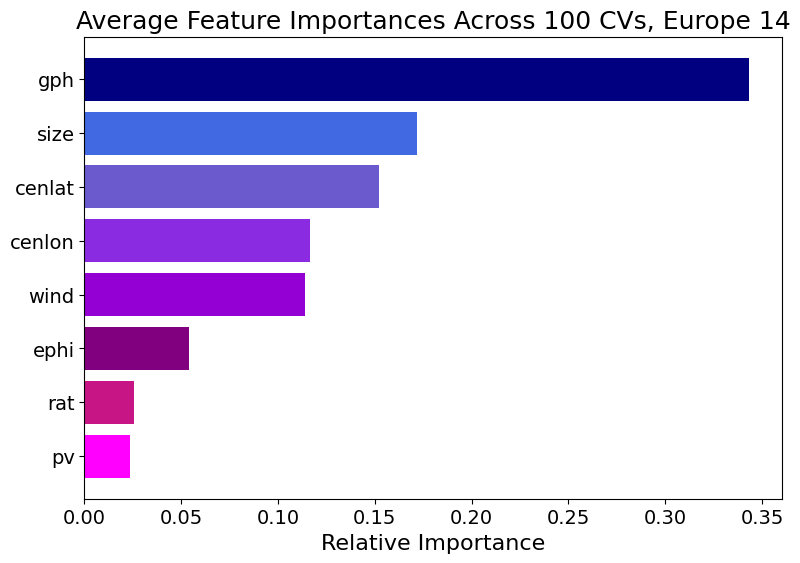 Average Feature Importances Across 100 CVs, Europe 14
gph
size
cenlat
cenlon
wind
ephi
rat
pv
0.00 0.05 0.10 0.15 0.20 0.25 0.30 0.35
Relative Importance